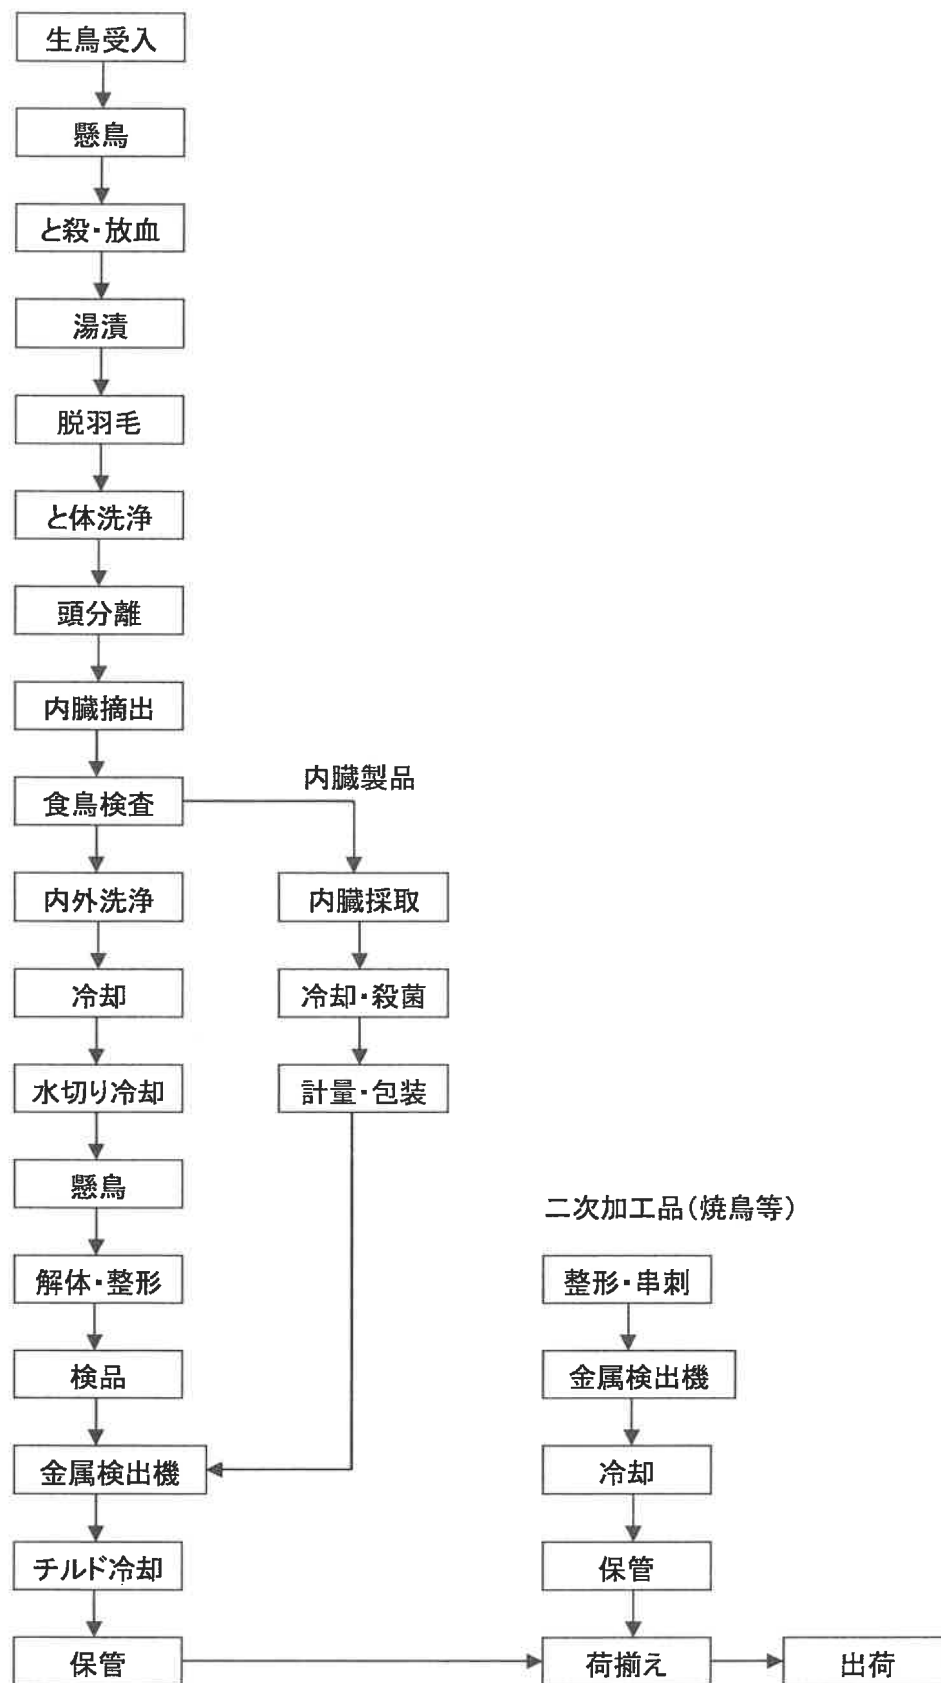 生鳥受入
懸鳥
と殺・放血
湯漬
脱羽毛
と体洗浄
頭分離
内臓摘出
食鳥検査
内外洗浄
冷却
水切り冷却
懸鳥
解体・整形
検品
金属検出機
チルド冷却
保管
内臓製品
内臓採取
冷却・殺菌
計量・包装
二次加工品(焼鳥等)
整形・串刺
金属検出機
冷却
保管
荷揃え
出荷